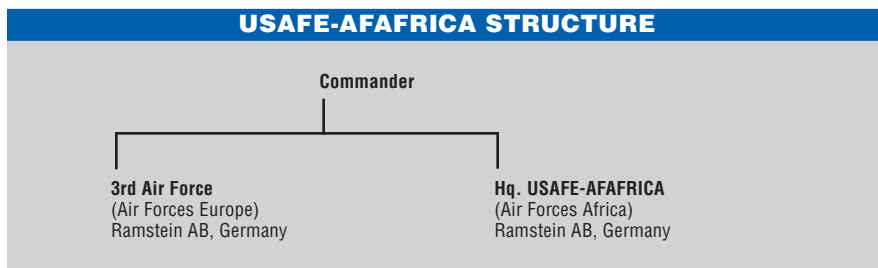 USAFE-AFAFRICA STRUCTURE
Commander
3rd Air Force
(Air Forces Europe)
Ramstein AB, Germany
Hq. USAFE-AFAFRICA
(Air Forces Africa)
Ramstein AB, Germany